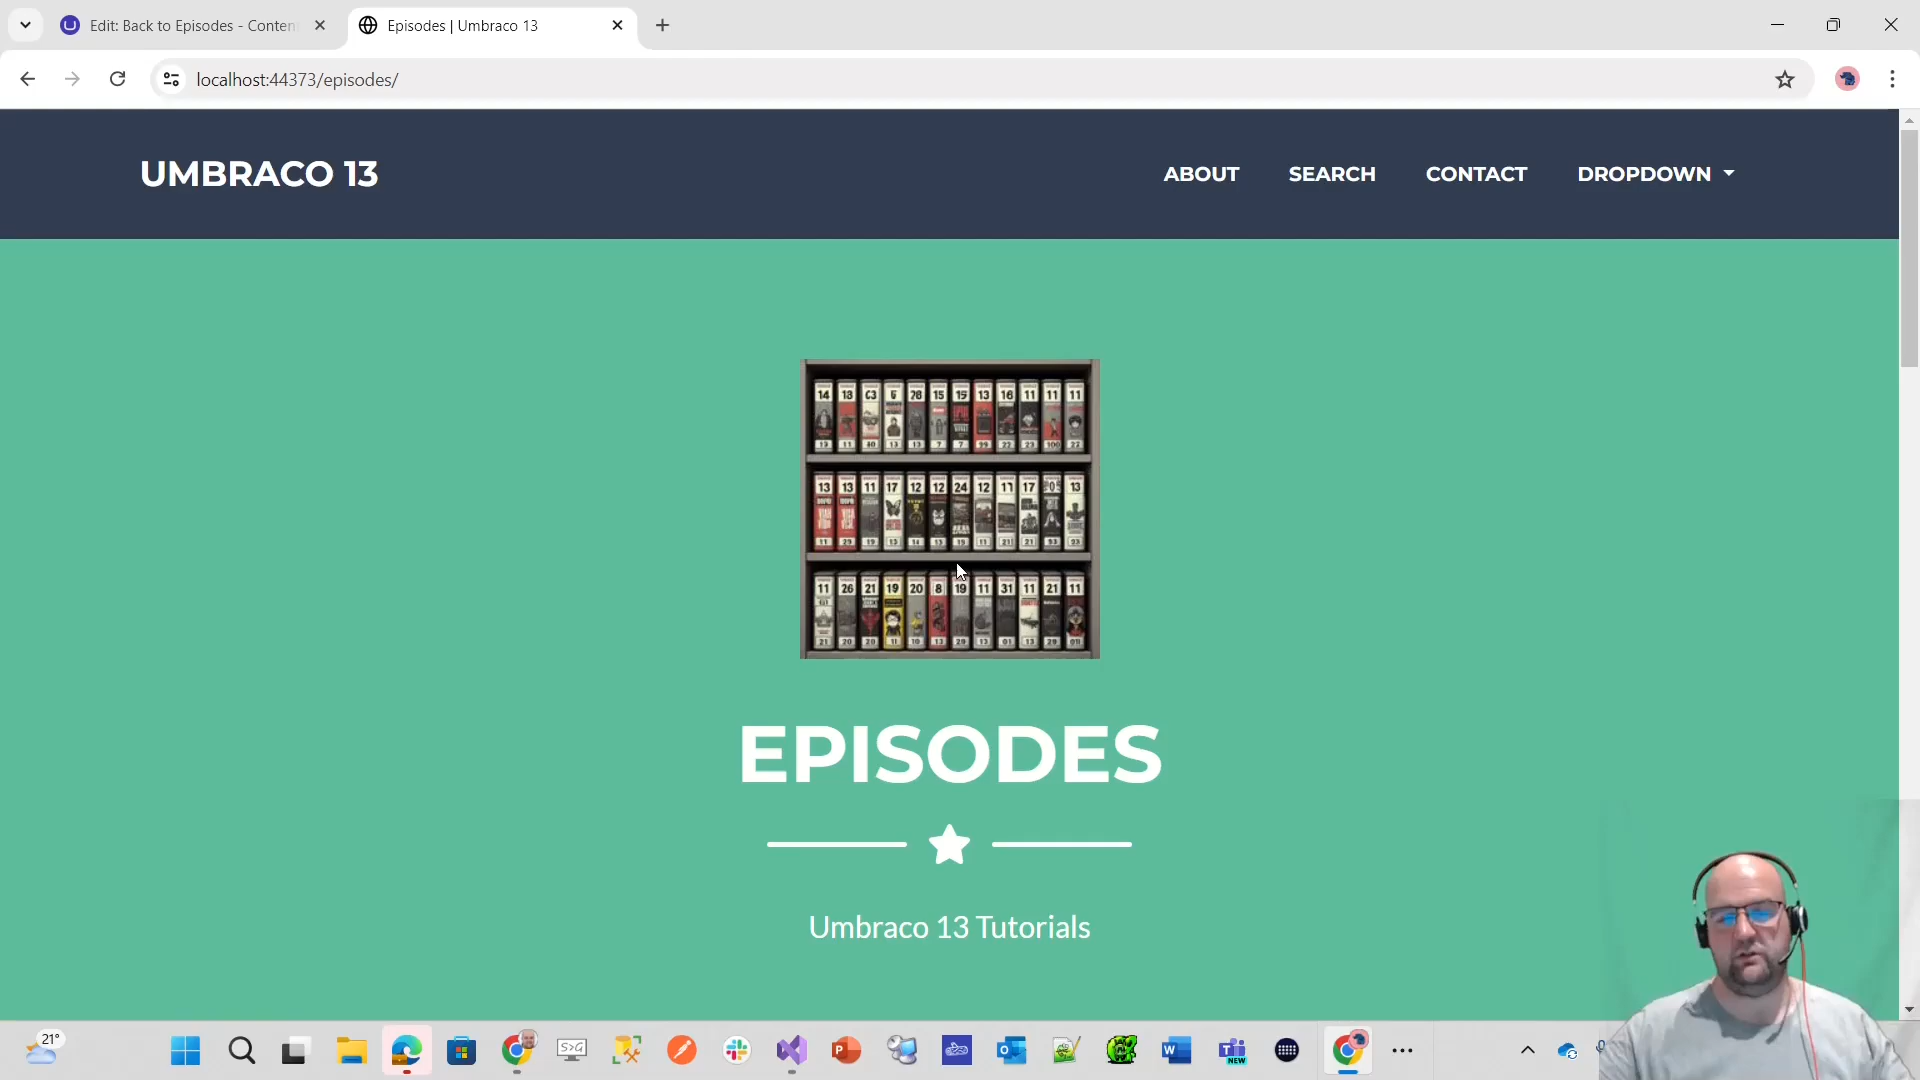 Edit: Back to Episodes - Conten
Episodes | Umbraco 13
localhost:44373/episodes/
UMBRACO 13
ABOUT
SEARCH
CONTACT
DROPDOWN
EPISODES
Umbraco 13 Tutorials
21°